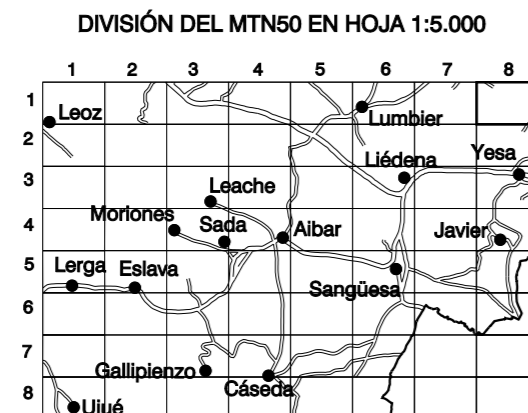 DIVISIÓN DEL MTN50 EN HOJA 1:5.000
1 2 3 4 5 6 7 8
1
Leoz
Lumbier
2
Liédena
Yesa
3
Leache
Moriones
Sada
Aibar
Javier
4
5
Lerga
Eslava
Sangüesa
6
7
Gallipienzo
Cáseda
8
Ujué